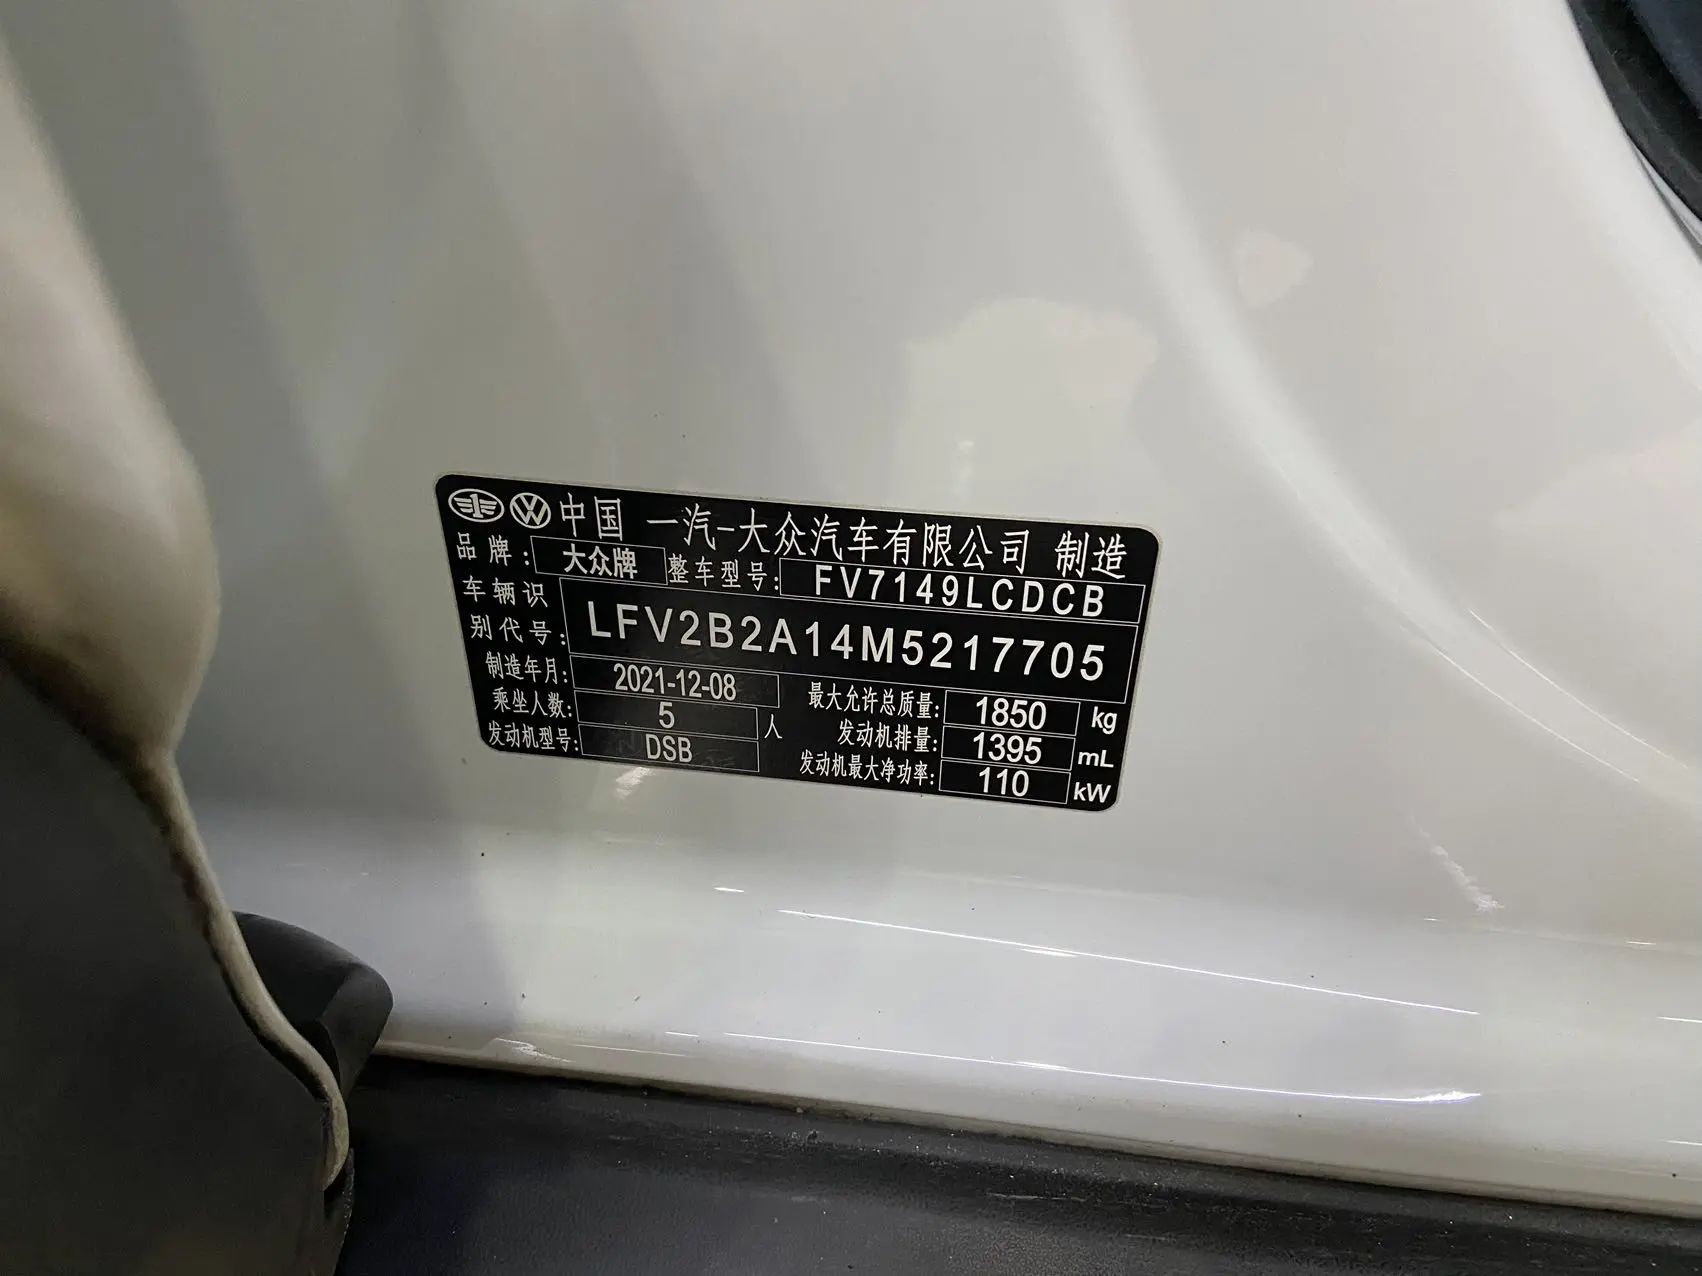 中国 一汽-大众汽车有限公司 制造
品牌: 大众牌 整车型号: FV7149LCDCB
车辆识别代号: LFV2B2A14M5217705
制造年月: 2021-12-08 最大允许总质量: 1850 kg
乘坐人数: 5 人 发动机排量: 1395 mL
发动机型号: DSB 发动机最大净功率: 110 kW